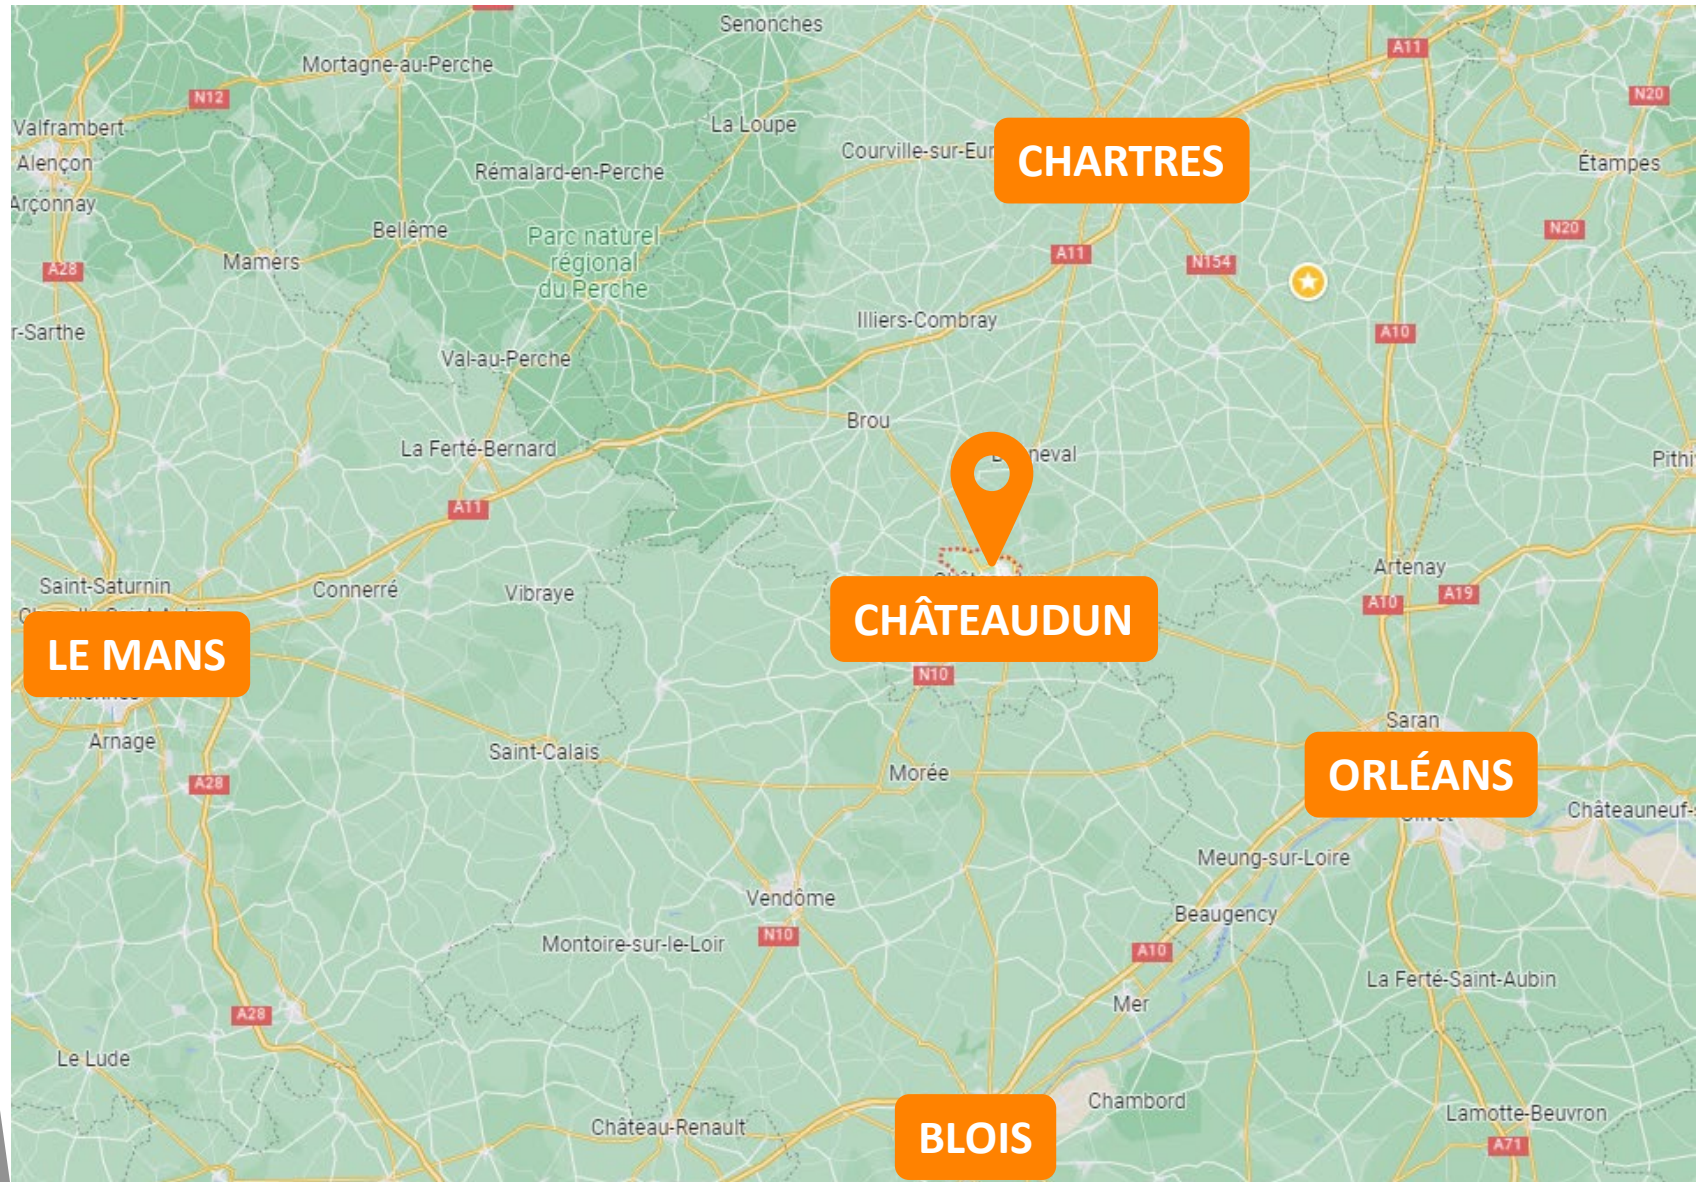 Senonches
A11
Mortagne-au-Perche
N12
N20
Valframbert
La Loupe
Courville-sur-Eur
CHARTRES
Alençon
Étampes
Rémalard-en-Perche
Arçonnay
Bellême
N20
Parc naturel
régional
du Perche
Mamers
A11
N154
A28
Illiers-Combray
r-Sarthe
A10
Val-au-Perche
Brou
La Ferté-Bernard
neval
Pithi
A11
Artenay
Saint-Saturnin
Connerré
Vibraye
A10
A19
CHÂTEAUDUN
LE MANS
N10
Saran
Arnage
Saint-Calais
Morée
ORLÉANS
A28
Châteauneuf-s
Meung-sur-Loire
Vendôme
Beaugency
N10
Montoire-sur-le-Loir
A10
La Ferté-Saint-Aubin
Mer
A28
Le Lude
Chambord
Lamotte-Beuvron
Château-Renault
BLOIS
A71